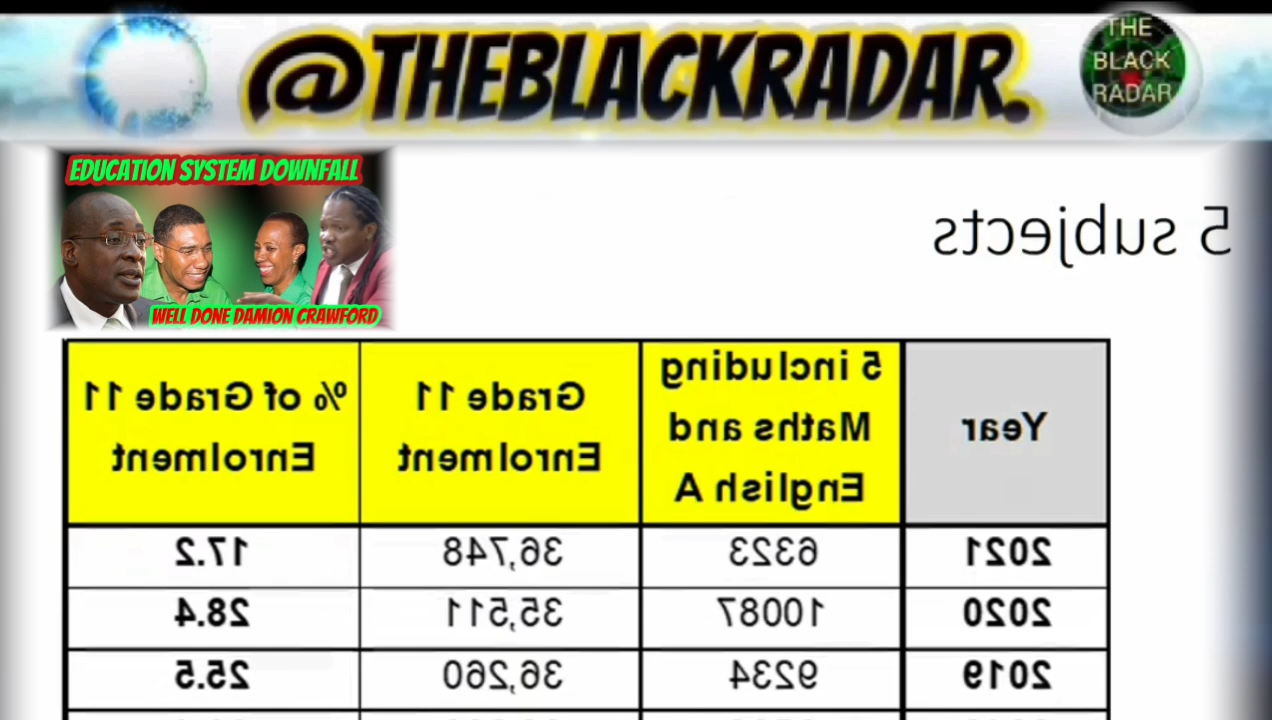 @THEBLACKRADAR.
THE
BLACK
RADAR
EDUCATION SYSTEM DOWNFALL
WELL DONE DAMION CRAWFORD
5 subjects
Year
5 including
Maths and
English A
Grade 11
Enrolment
% of Grade 11
Enrolment
2021 6323 36,748 17.2
2020 10087 35,511 28.4
2019 9234 36,260 25.5